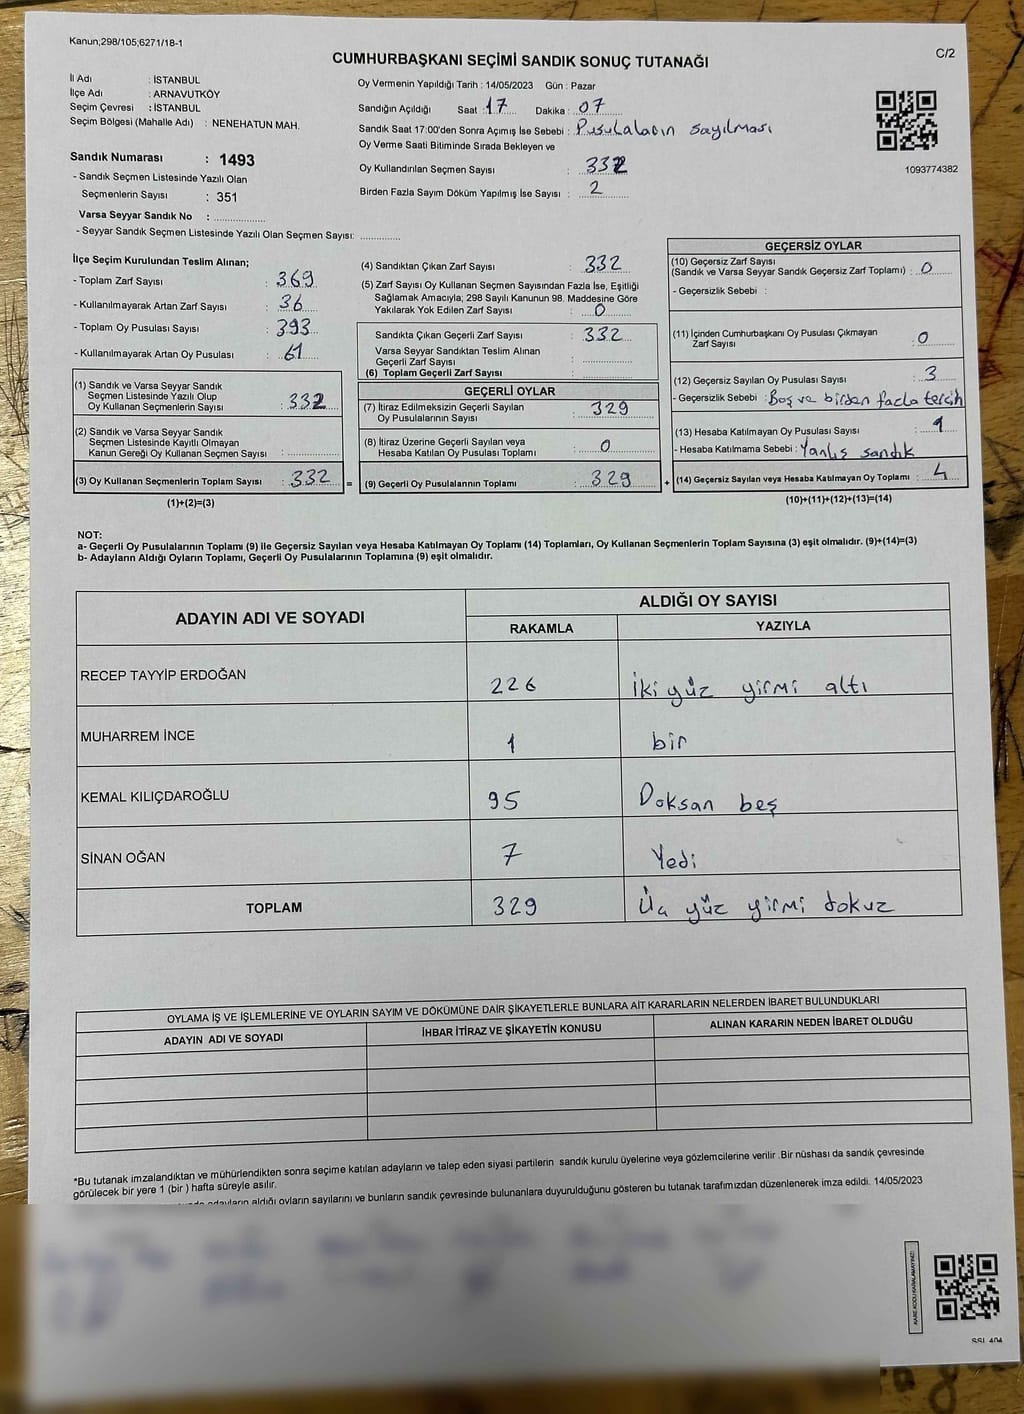 Kanun;298/105;6271/18-1
C/2
CUMHURBAŞKANI SEÇİMİ SANDIK SONUÇ TUTANAĞI
İl Adı : İSTANBUL
İlçe Adı : ARNAVUTKÖY
Seçim Çevresi : İSTANBUL
Seçim Bölgesi (Mahalle Adı) : NENEHATUN MAH.
Sandık Numarası : 1493
- Sandık Seçmen Listesinde Yazılı Olan
Seçmenlerin Sayısı : 351
Varsa Seyyar Sandık No : ..................
- Seyyar Sandık Seçmen Listesinde Yazılı Olan Seçmen Sayısı: .............
Oy Vermenin Yapıldığı Tarih : 14/05/2023 Gün : Pazar
Sandığın Açıldığı Saat : 17 Dakika : 07
Sandık Saat 17:00'den Sonra Açımış İse Sebebi : Pusulaların sayılması
Oy Verme Saati Bitiminde Sırada Bekleyen ve
Oy Kullandırılan Seçmen Sayısı : 332
Birden Fazla Sayım Döküm Yapılmış İse Sayısı : 2
1093774382
İlçe Seçim Kurulundan Teslim Alınan;
- Toplam Zarf Sayısı : 369
- Kullanılmayarak Artan Zarf Sayısı : 36
- Toplam Oy Pusulası Sayısı : 393
- Kullanılmayarak Artan Oy Pusulası : 61
(1) Sandık ve Varsa Seyyar Sandık
Seçmen Listesinde Yazılı Olup
Oy Kullanan Seçmenlerin Sayısı : 332
(2) Sandık ve Varsa Seyyar Sandık
Seçmen Listesinde Kayıtlı Olmayan
Kanun Gereği Oy Kullanan Seçmen Sayısı : ..................
(3) Oy Kullanan Seçmenlerin Toplam Sayısı : 332 =
(1)+(2)=(3)
(4) Sandıktan Çıkan Zarf Sayısı : 332
(5) Zarf Sayısı Oy Kullanan Seçmen Sayısından Fazla İse, Eşitliği
Sağlamak Amacıyla; 298 Sayılı Kanunun 98. Maddesine Göre
Yakılarak Yok Edilen Zarf Sayısı : 0
Sandıkta Çıkan Geçerli Zarf Sayısı : 332
Varsa Seyyar Sandıktan Teslim Alınan
Geçerli Zarf Sayısı : ..................
(6) Toplam Geçerli Zarf Sayısı : ..................
GEÇERLİ OYLAR
(7) İtiraz Edilmeksizin Geçerli Sayılan
Oy Pusulalarının Sayısı : 329
(8) İtiraz Üzerine Geçerli Sayılan veya
Hesaba Katılan Oy Pusulası Toplamı : 0
(9) Geçerli Oy Pusulalarının Toplamı : 329 +
GEÇERSİZ OYLAR
(10) Geçersiz Zarf Sayısı
(Sandık ve Varsa Seyyar Sandık Geçersiz Zarf Toplamı) : 0
- Geçersizlik Sebebi :
(11) İçinden Cumhurbaşkanı Oy Pusulası Çıkmayan
Zarf Sayısı : 0
(12) Geçersiz Sayılan Oy Pusulası Sayısı : 3
- Geçersizlik Sebebi : Boş ve birden fazla tercih
(13) Hesaba Katılmayan Oy Pusulası Sayısı : 1
- Hesaba Katılmama Sebebi : Yanlış sandık
(14) Geçersiz Sayılan veya Hesaba Katılmayan Oy Toplamı : 4
(10)+(11)+(12)+(13)=(14)
NOT:
a- Geçerli Oy Pusulalarının Toplamı (9) ile Geçersiz Sayılan veya Hesaba Katılmayan Oy Toplamı (14) Toplamları, Oy Kullanan Seçmenlerin Toplam Sayısına (3) eşit olmalıdır. (9)+(14)=(3)
b- Adayların Aldığı Oyların Toplamı, Geçerli Oy Pusulalarının Toplamına (9) eşit olmalıdır.
ADAYIN ADI VE SOYADI
ALDIĞI OY SAYISI
RAKAMLA YAZIYLA
RECEP TAYYİP ERDOĞAN 226 İki yüz yirmi altı
MUHARREM İNCE 1 bir
KEMAL KILIÇDAROĞLU 95 Doksan beş
SİNAN OĞAN 7 Yedi
TOPLAM 329 Üç yüz yirmi dokuz
OYLAMA İŞ VE İŞLEMLERİNE VE OYLARIN SAYIM VE DÖKÜMÜNE DAİR ŞİKAYETLERLE BUNLARA AİT KARARLARIN NELERDEN İBARET BULUNDUKLARI
ADAYIN ADI VE SOYADI İHBAR İTİRAZ VE ŞİKAYETİN KONUSU ALINAN KARARIN NEDEN İBARET OLDUĞU
*Bu tutanak imzalandıktan ve mühürlendikten sonra seçime katılan adayların ve talep eden siyasi partilerin sandık kurulu üyelerine veya gözlemcilerine verilir .Bir nüshası da sandık çevresinde
görülecek bir yere 1 (bir ) hafta süreyle asılır.
adayların aldığı oyların sayılarını ve bunların sandık çevresinde bulunanlara duyurulduğunu gösteren bu tutanak tarafımızdan düzenlenerek imza edildi. 14/05/2023
KARE KODU KARALAMAYINIZ!